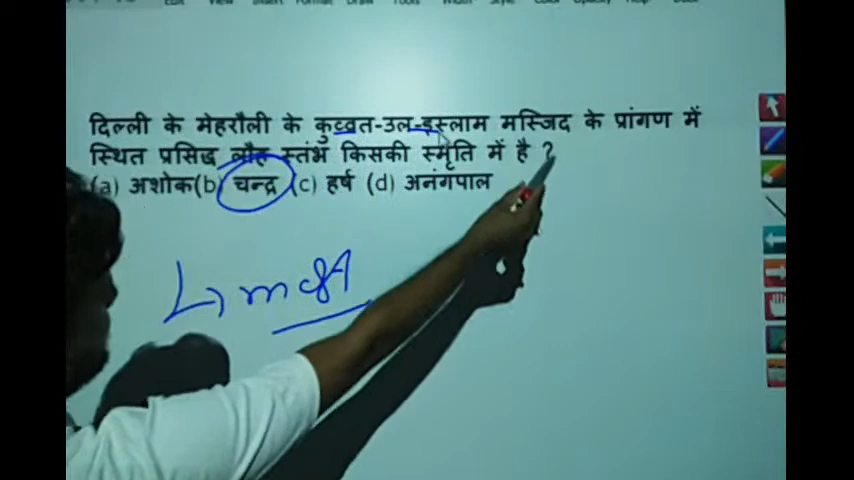 दिल्ली के मेहरौली के कुव्वत-उल-इस्लाम मस्जिद के प्रांगण में
स्थित प्रसिद्ध लौह स्तंभ किसकी स्मृति में है ?
(a) अशोक(b) चन्द्र (c) हर्ष (d) अनंगपाल